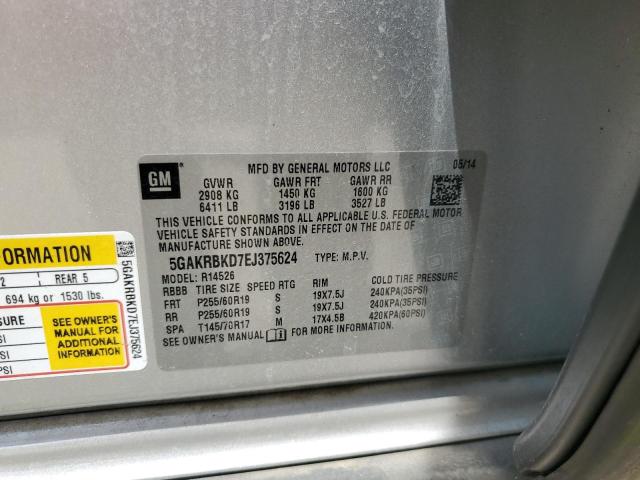 MFD BY GENERAL MOTORS LLC 05/14
GM
GVWR GAWR FRT GAWR RR
2908 KG 1450 KG 1600 KG
6411 LB 3196 LB 3527 LB
THIS VEHICLE CONFORMS TO ALL APPLICABLE U.S. FEDERAL MOTOR
VEHICLE SAFETY STANDARDS IN EFFECT ON THE DATE OF
MANUFACTURE SHOWN ABOVE.
5GAKRBKD7EJ375624 TYPE: M.P.V.
MODEL: R14526
RBBB TIRE SIZE SPEED RTG RIM COLD TIRE PRESSURE
FRT P255/60R19 S 19X7.5J 240KPA(35PSI)
RR P255/60R19 S 19X7.5J 240KPA(35PSI)
SPA T145/70R17 M 17X4.5B 420KPA(60PSI)
SEE OWNER'S MANUAL FOR MORE INFORMATION.
FORMATION
2 REAR 5
694 kg or 1530 lbs.
SURE
SI
SI
PSI
SEE OWNER'S
MANUAL FOR
ADDITIONAL
INFORMATION
5GAKRBKD7EJ375624